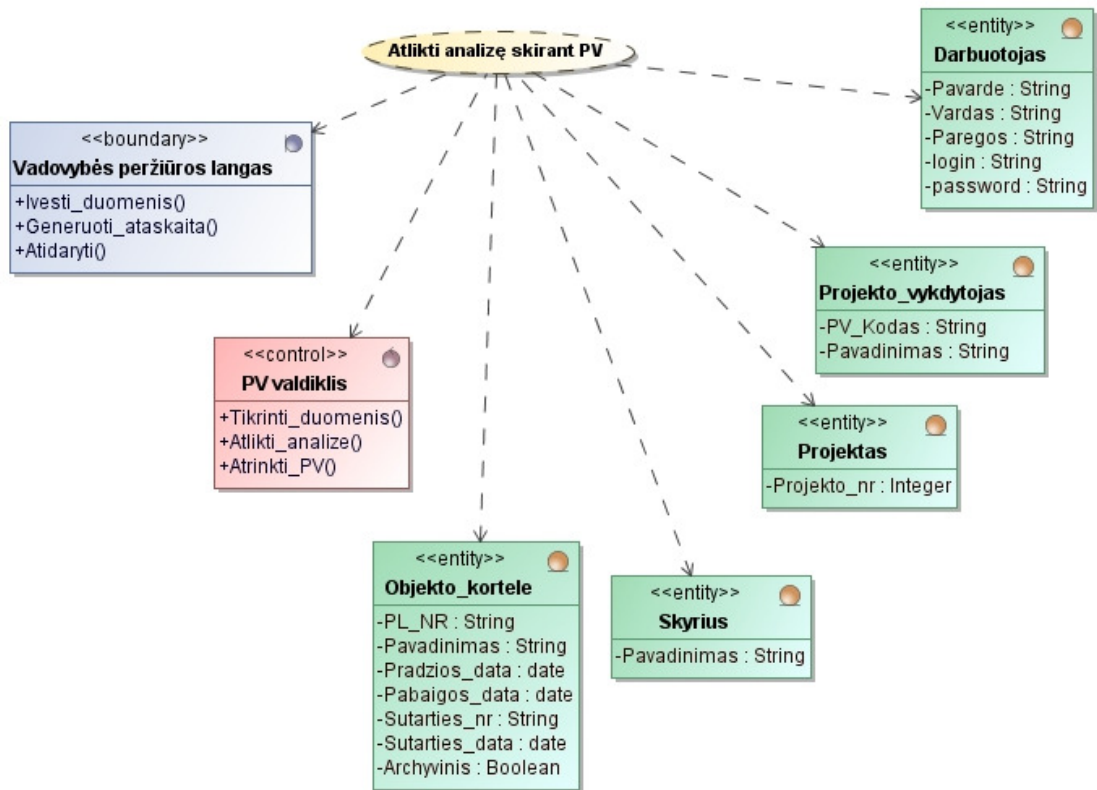 Atlikti analizę skirant PV
<<boundary>>
Vadovybės peržiūros langas
+Ivesti_duomenis()
+Generuoti_ataskaita()
+Atidaryti()
<<control>>
PV valdiklis
+Tikrinti_duomenis()
+Atlikti_analize()
+Atrinkti_PV()
<<entity>>
Objekto_kortele
-PL_NR : String
-Pavadinimas : String
-Pradzios_data : date
-Pabaigos_data : date
-Sutarties_nr : String
-Sutarties_data : date
-Archyvinis : Boolean
<<entity>>
Skyrius
-Pavadinimas : String
<<entity>>
Projektas
-Projekto_nr : Integer
<<entity>>
Projekto_vykdytojas
-PV_Kodas : String
-Pavadinimas : String
<<entity>>
Darbuotojas
-Pavarde : String
-Vardas : String
-Paregos : String
-login : String
-password : String